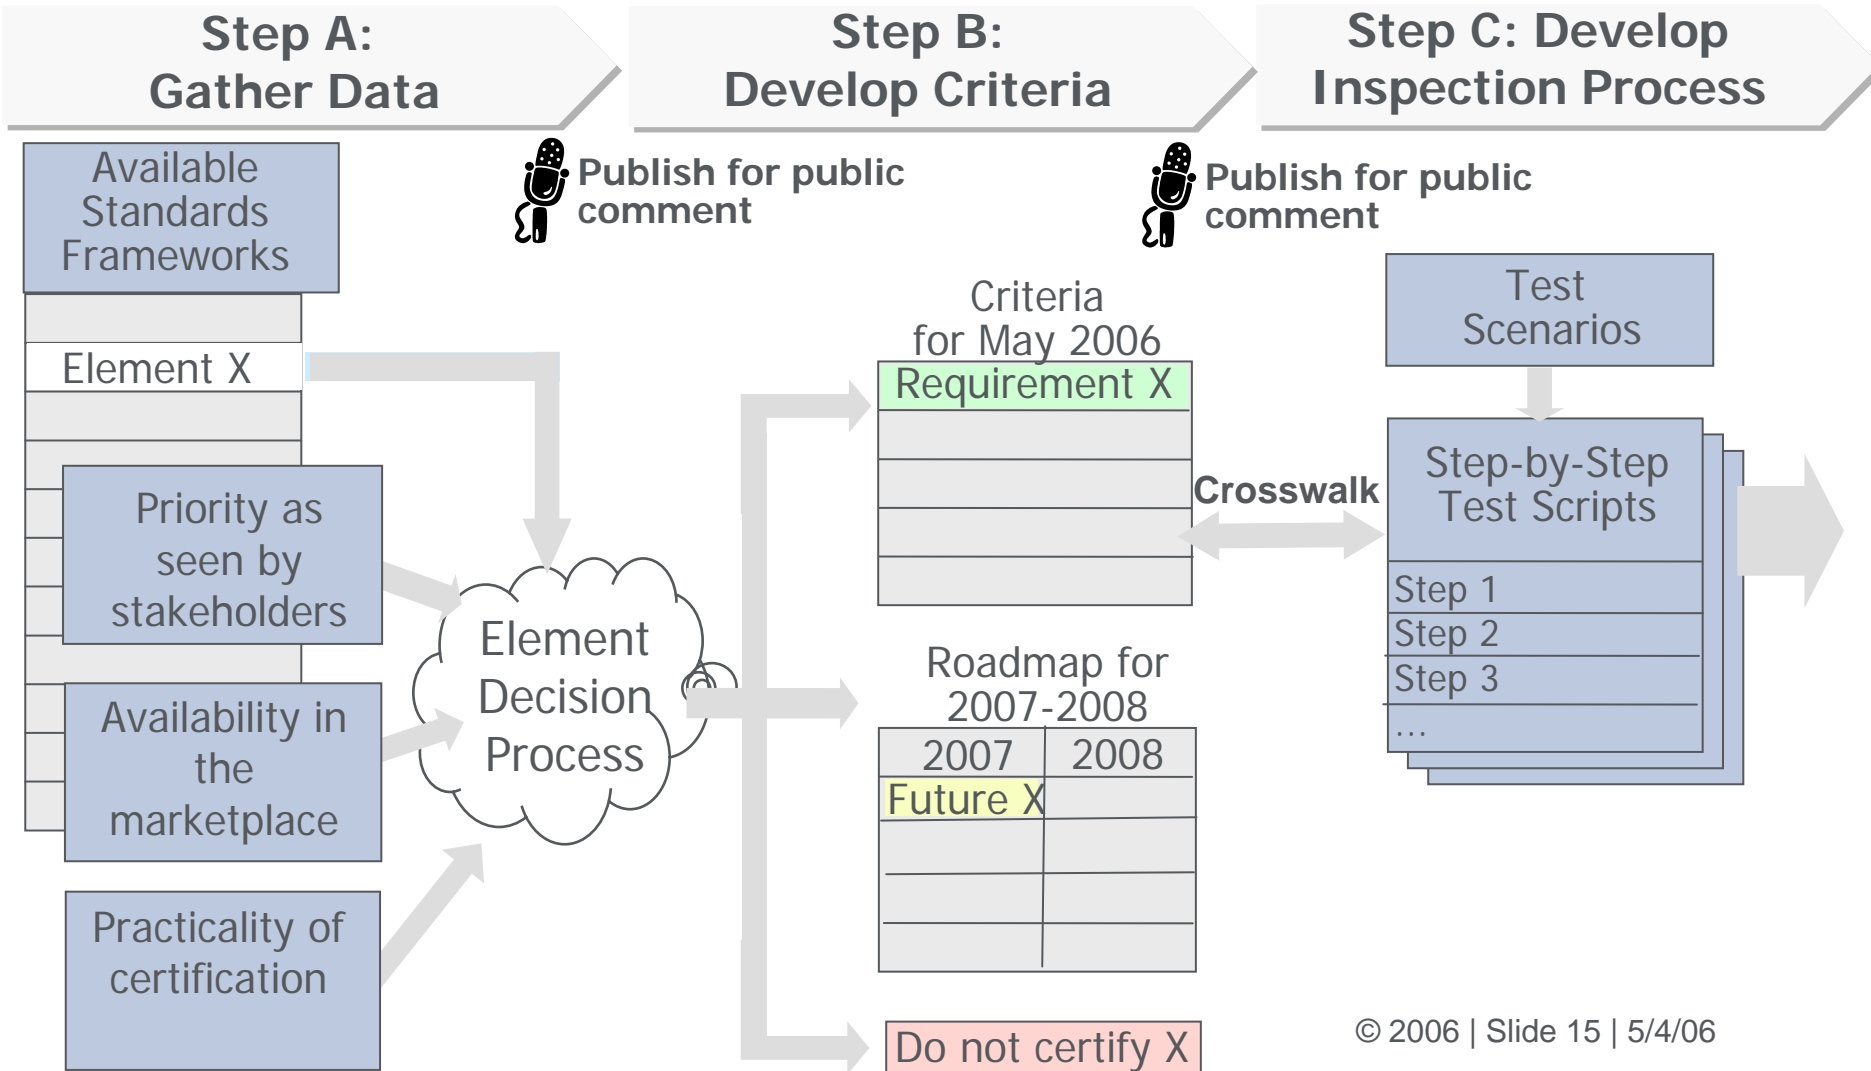 Step A:
Gather Data
Step B:
Develop Criteria
Step C: Develop
Inspection Process
Available
Standards
Frameworks
Element X
Priority as
seen by
stakeholders
Availability in
the
marketplace
Practicality of
certification
Publish for public
comment
Element
Decision
Process
Criteria
for May 2006
Requirement X
Roadmap for
2007-2008
2007 2008
Future X
Do not certify X
Publish for public
comment
Crosswalk
Test
Scenarios
Step-by-Step
Test Scripts
Step 1
Step 2
Step 3
...
© 2006 | Slide 15 | 5/4/06